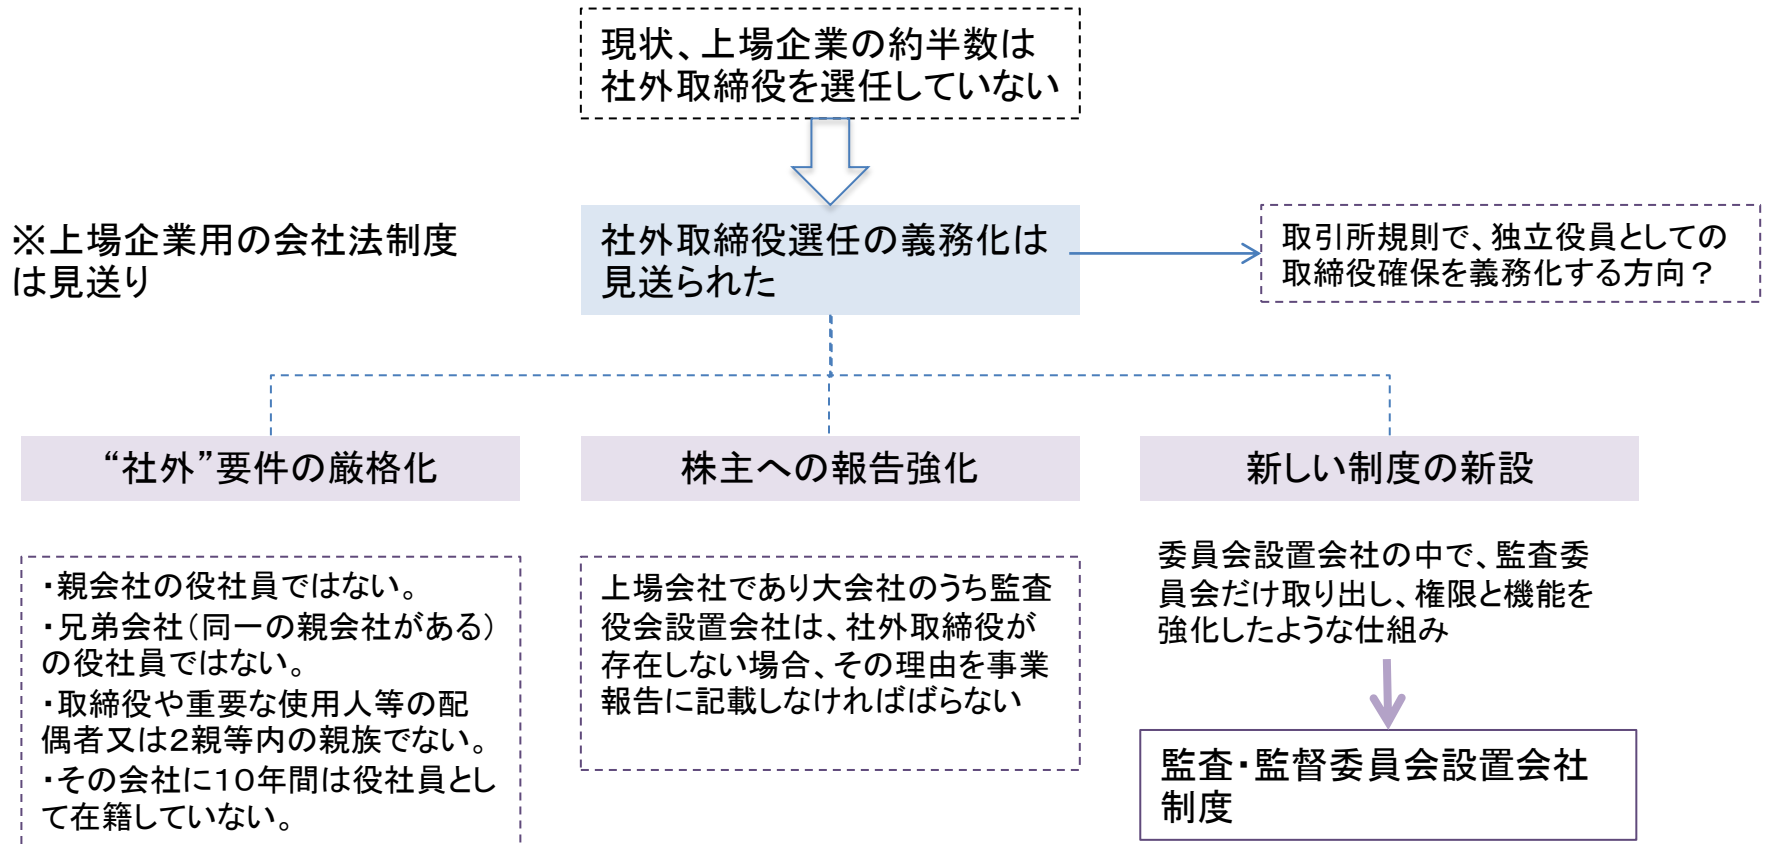 現状、上場企業の約半数は
社外取締役を選任していない
※上場企業用の会社法制度
は見送り
社外取締役選任の義務化は
見送られた
取引所規則で、独立役員としての
取締役確保を義務化する方向？
“社外”要件の厳格化
株主への報告強化
新しい制度の新設
・親会社の役社員ではない。
・兄弟会社（同一の親会社がある）
の役社員ではない。
・取締役や重要な使用人等の配
偶者又は２親等内の親族でない。
・その会社に１０年間は役社員とし
て在籍していない。
上場会社であり大会社のうち監査
役会設置会社は、社外取締役が
存在しない場合、その理由を事業
報告に記載しなければばらない
委員会設置会社の中で、監査委
員会だけ取り出し、権限と機能を
強化したような仕組み
監査・監督委員会設置会社
制度